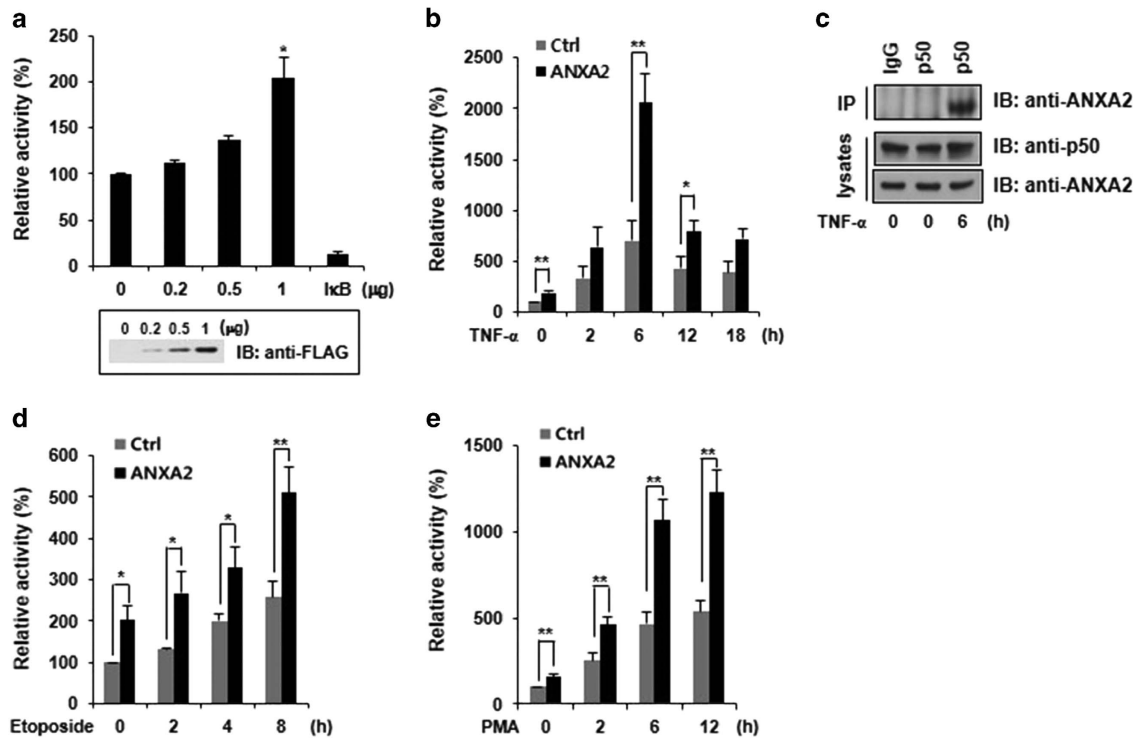 a
Relative activity (%)
250
200
150
100
50
0
*
0 0.2 0.5 1 IκB (μg)
0 0.2 0.5 1 (μg)
IB: anti-FLAG
b
Relative activity (%)
Ctrl
ANXA2
2500
2000
1500
1000
500
0
**
**
*
TNF-α 0 2 6 12 18 (h)
c
IgG p50 p50
IP
IB: anti-ANXA2
lysates
IB: anti-p50
IB: anti-ANXA2
TNF-α 0 0 6 (h)
d
Relative activity (%)
Ctrl
ANXA2
600
500
400
300
200
100
0
*
*
*
**
Etoposide 0 2 4 8 (h)
e
Relative activity (%)
Ctrl
ANXA2
1500
1000
500
0
**
**
**
**
PMA 0 2 6 12 (h)